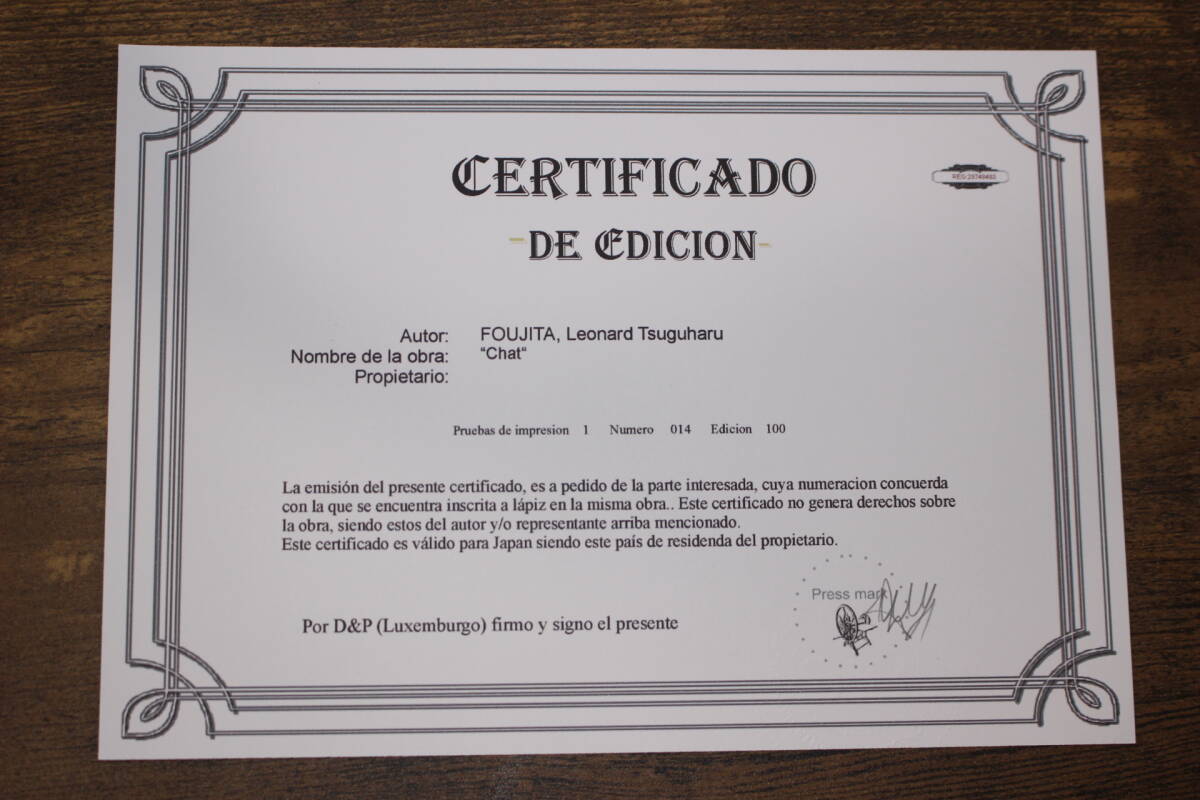 CERTIFICADO
-DE EDICION-
REG:25749493
Autor: FOUJITA, Leonard Tsuguharu
Nombre de la obra: “Chat“
Propietario:
Pruebas de impresion 1 Numero 014 Edicion 100
La emisión del presente certificado, es a pedido de la parte interesada, cuya numeracion concuerda
con la que se encuentra inscrita a lápiz en la misma obra.. Este certificado no genera derechos sobre
la obra, siendo estos del autor y/o representante arriba mencionado.
Este certificado es válido para Japan siendo este país de residenda del propietario.
Press mark
Por D&P (Luxemburgo) firmo y signo el presente